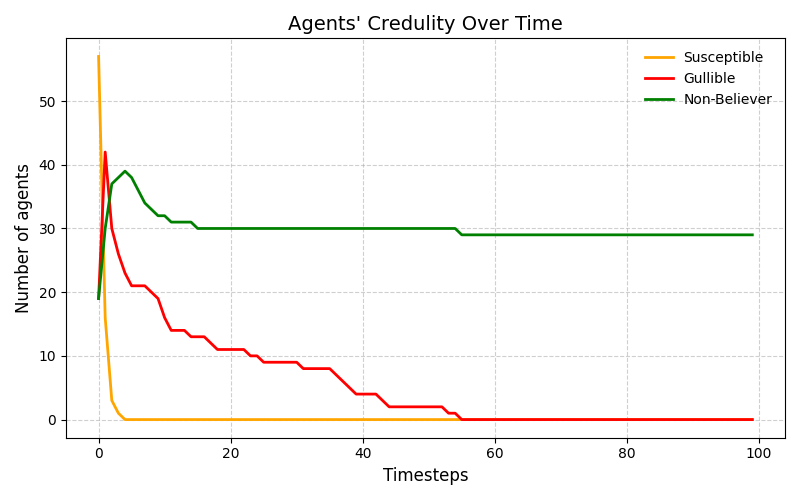 Agents' Credulity Over Time
Susceptible
Gullible
Non-Believer
Number of agents
50
40
30
20
10
0
0 20 40 60 80 100
Timesteps